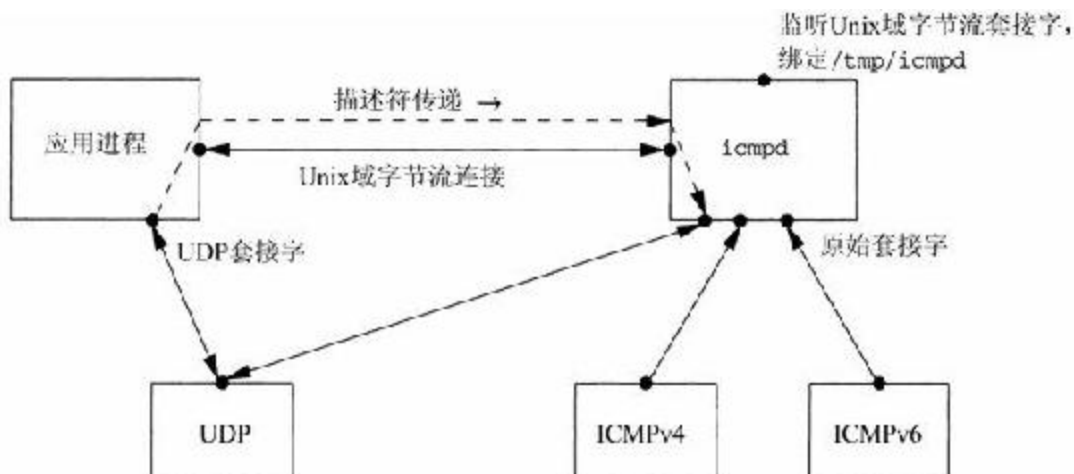 监听Unix域字节流套接字，
绑定/tmp/icmpd
描述符传递 →
应用进程
icmpd
Unix域字节流连接
UDP套接字
原始套接字
UDP
ICMPv4
ICMPv6